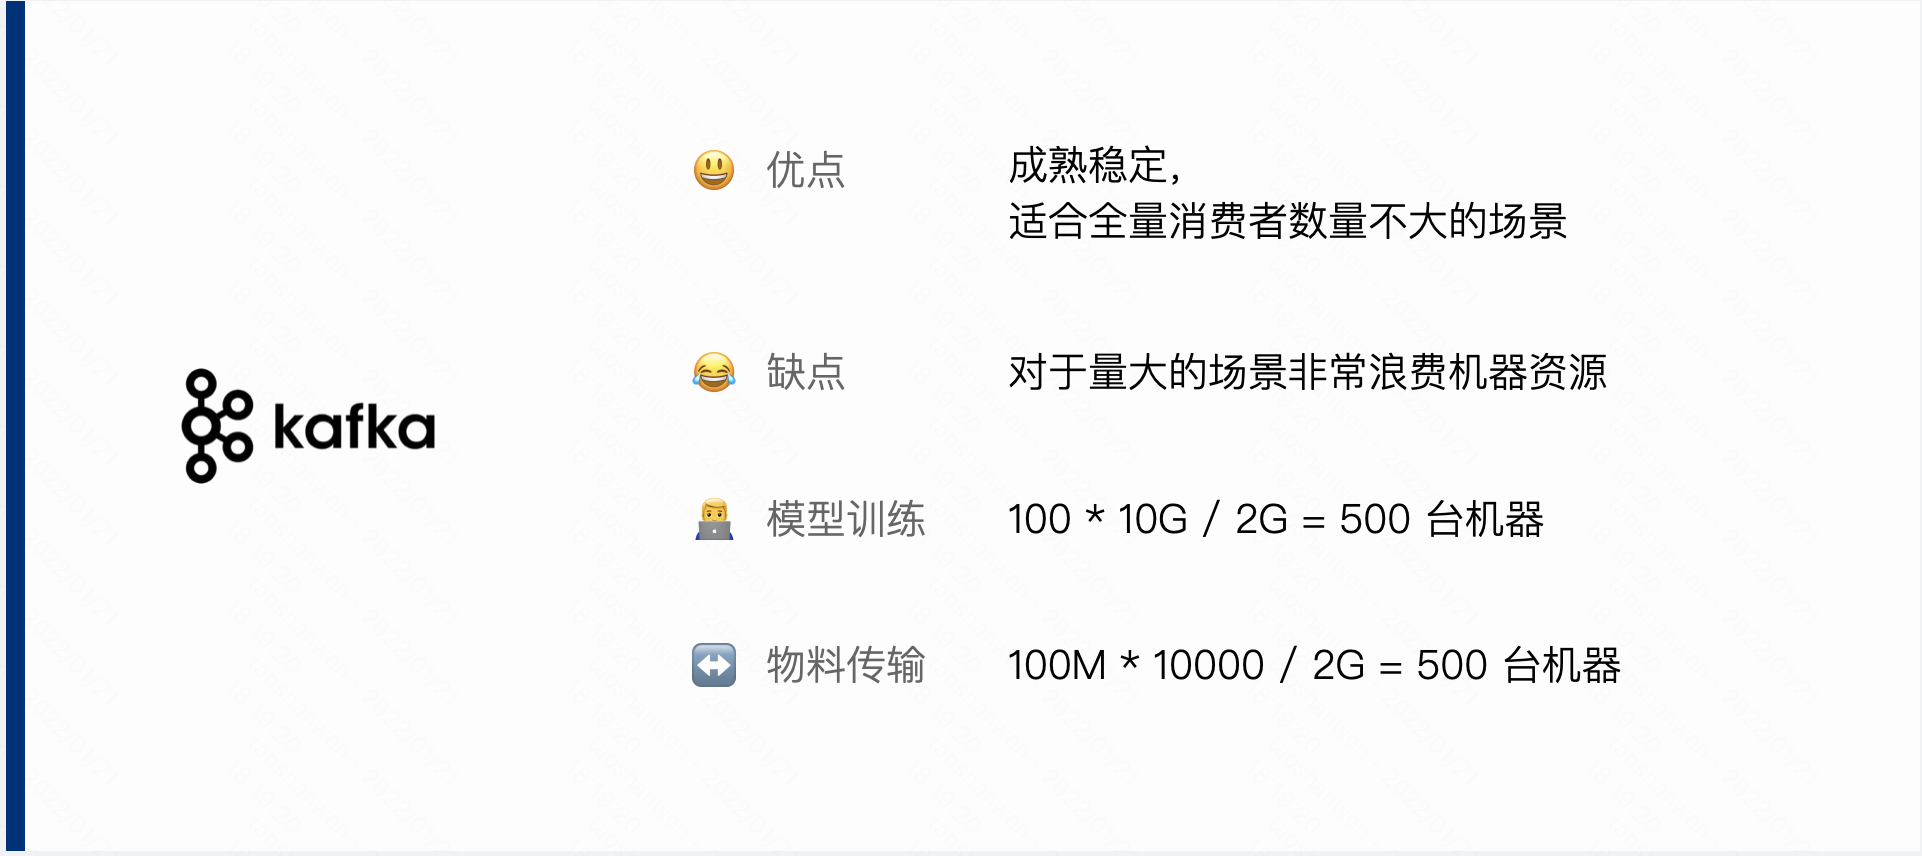 kafka
优点
成熟稳定,
适合全量消费者数量不大的场景
缺点
对于量大的场景非常浪费机器资源
模型训练
100 * 10G / 2G = 500 台机器
物料传输
100M * 10000 / 2G = 500 台机器